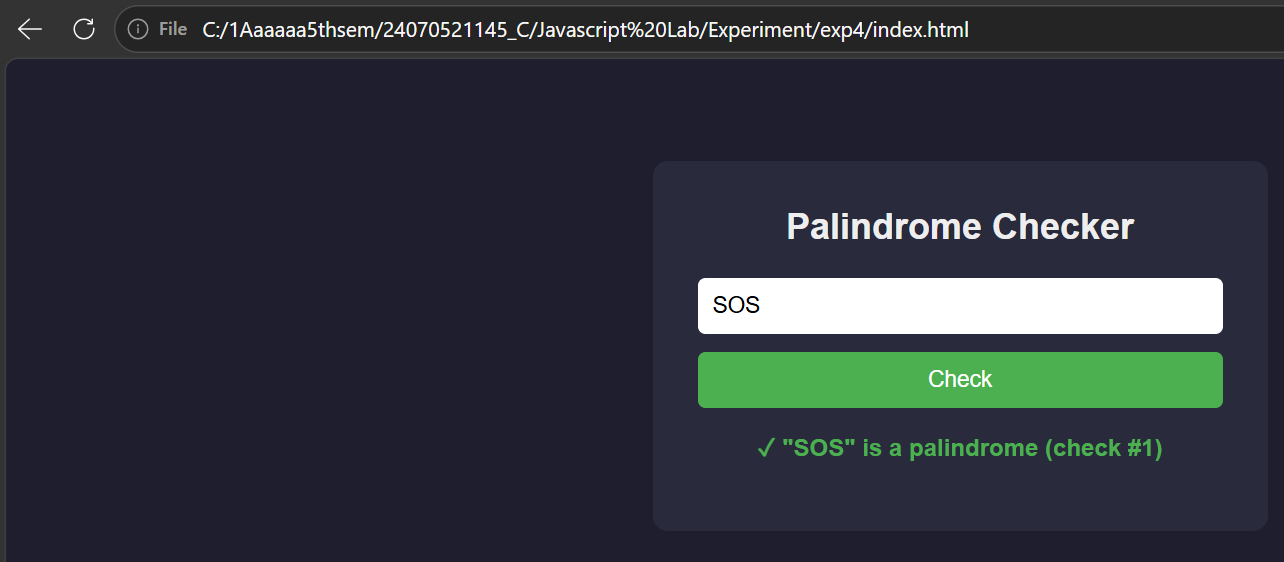 File C:/1Aaaaaa5thsem/24070521145_C/Javascript%20Lab/Experiment/exp4/index.html
Palindrome Checker
SOS
Check
✓ "SOS" is a palindrome (check #1)